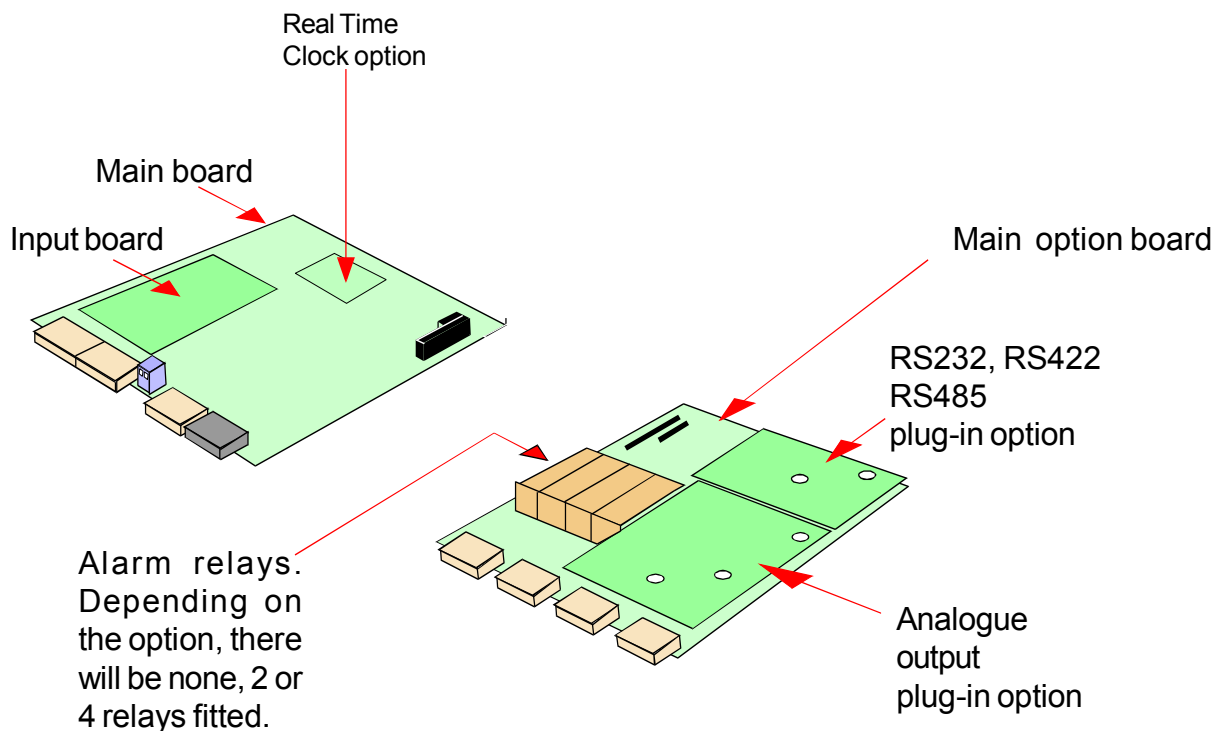 Real Time
Clock option
Main board
Input board
Main option board
RS232, RS422
RS485
plug-in option
Alarm relays.
Depending on
the option, there
will be none, 2 or
4 relays fitted.
Analogue
output
plug-in option